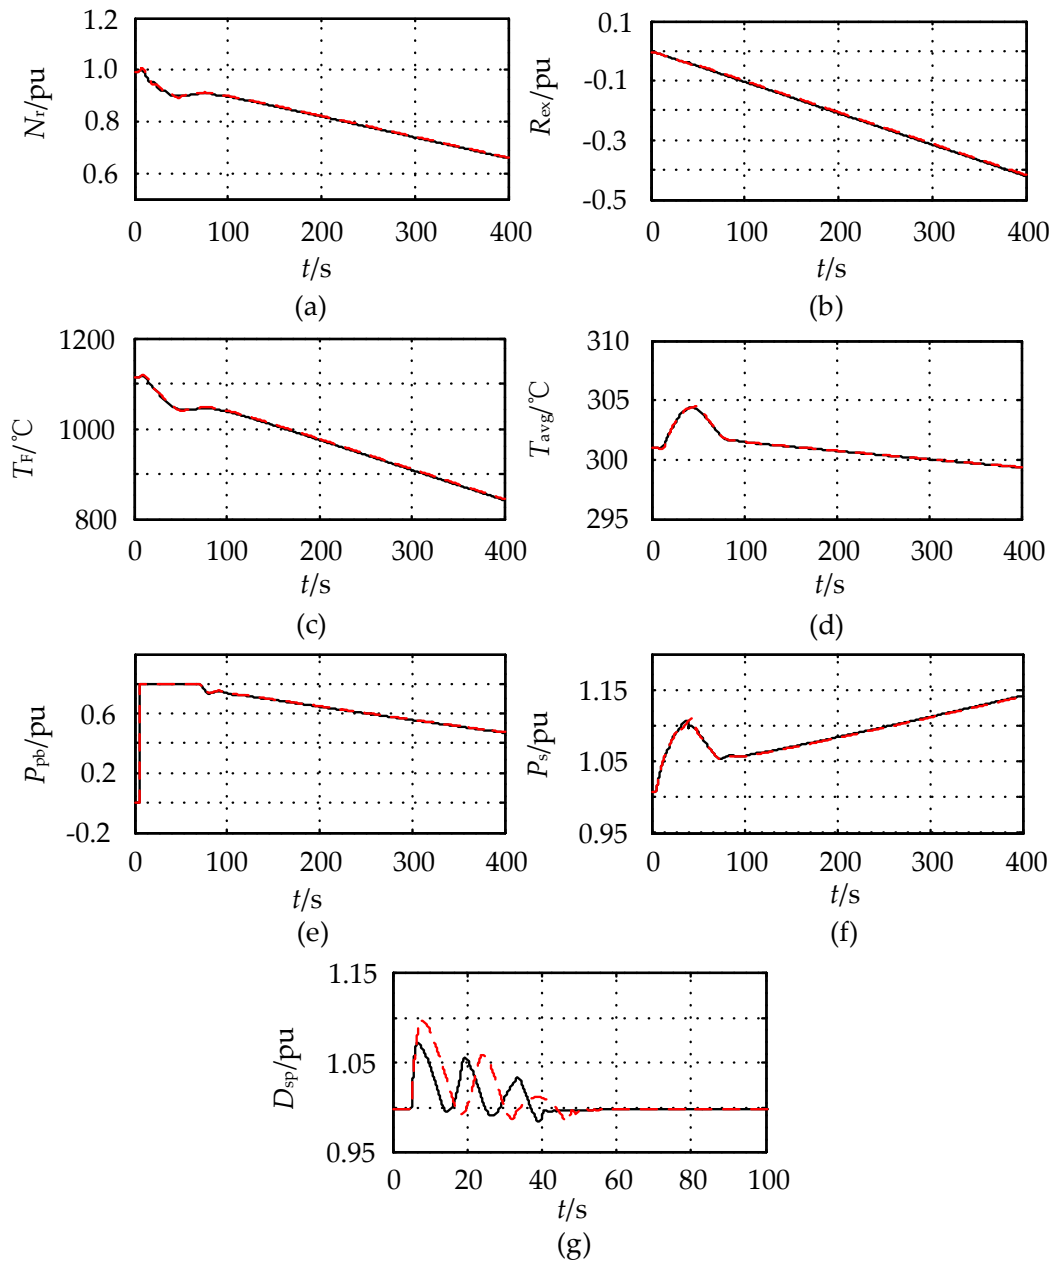 1.2
1.0
0.8
0.6
Nr/pu
0 100 200 300 400
t/s
(a)
0.1
-0.1
-0.3
-0.5
Rex/pu
0 100 200 300 400
t/s
(b)
1200
1000
800
TF/℃
0 100 200 300 400
t/s
(c)
310
305
300
295
Tavg/℃
0 100 200 300 400
t/s
(d)
0.6
0.2
-0.2
Ppb/pu
0 100 200 300 400
t/s
(e)
1.15
1.05
0.95
Ps/pu
0 100 200 300 400
t/s
(f)
1.15
1.05
0.95
Dsp/pu
0 20 40 60 80 100
t/s
(g)